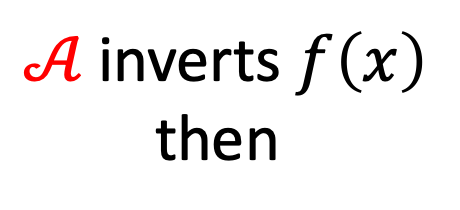 𝒜 inverts f(x)
then